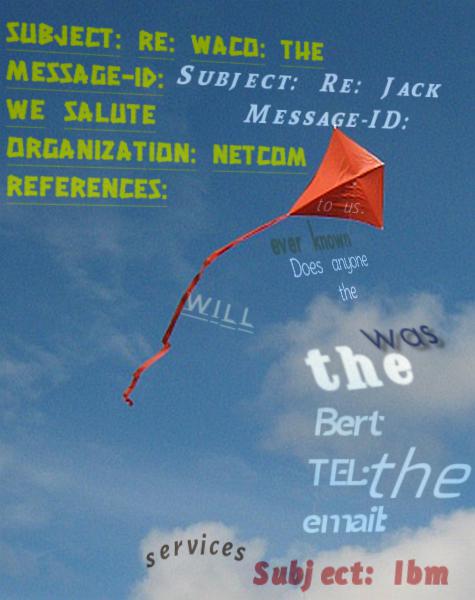 SUBJECT: RE: WACO: THE
MESSAGE-ID:
WE SALUTE
ORGANIZATION: NETCOM
REFERENCES:
Subject: Re: Jack
Message-ID:
to us.
ever known
Does anyone
the
WILL
was
the
Bert
TEL:
email:
the
services
Subject: Ibm